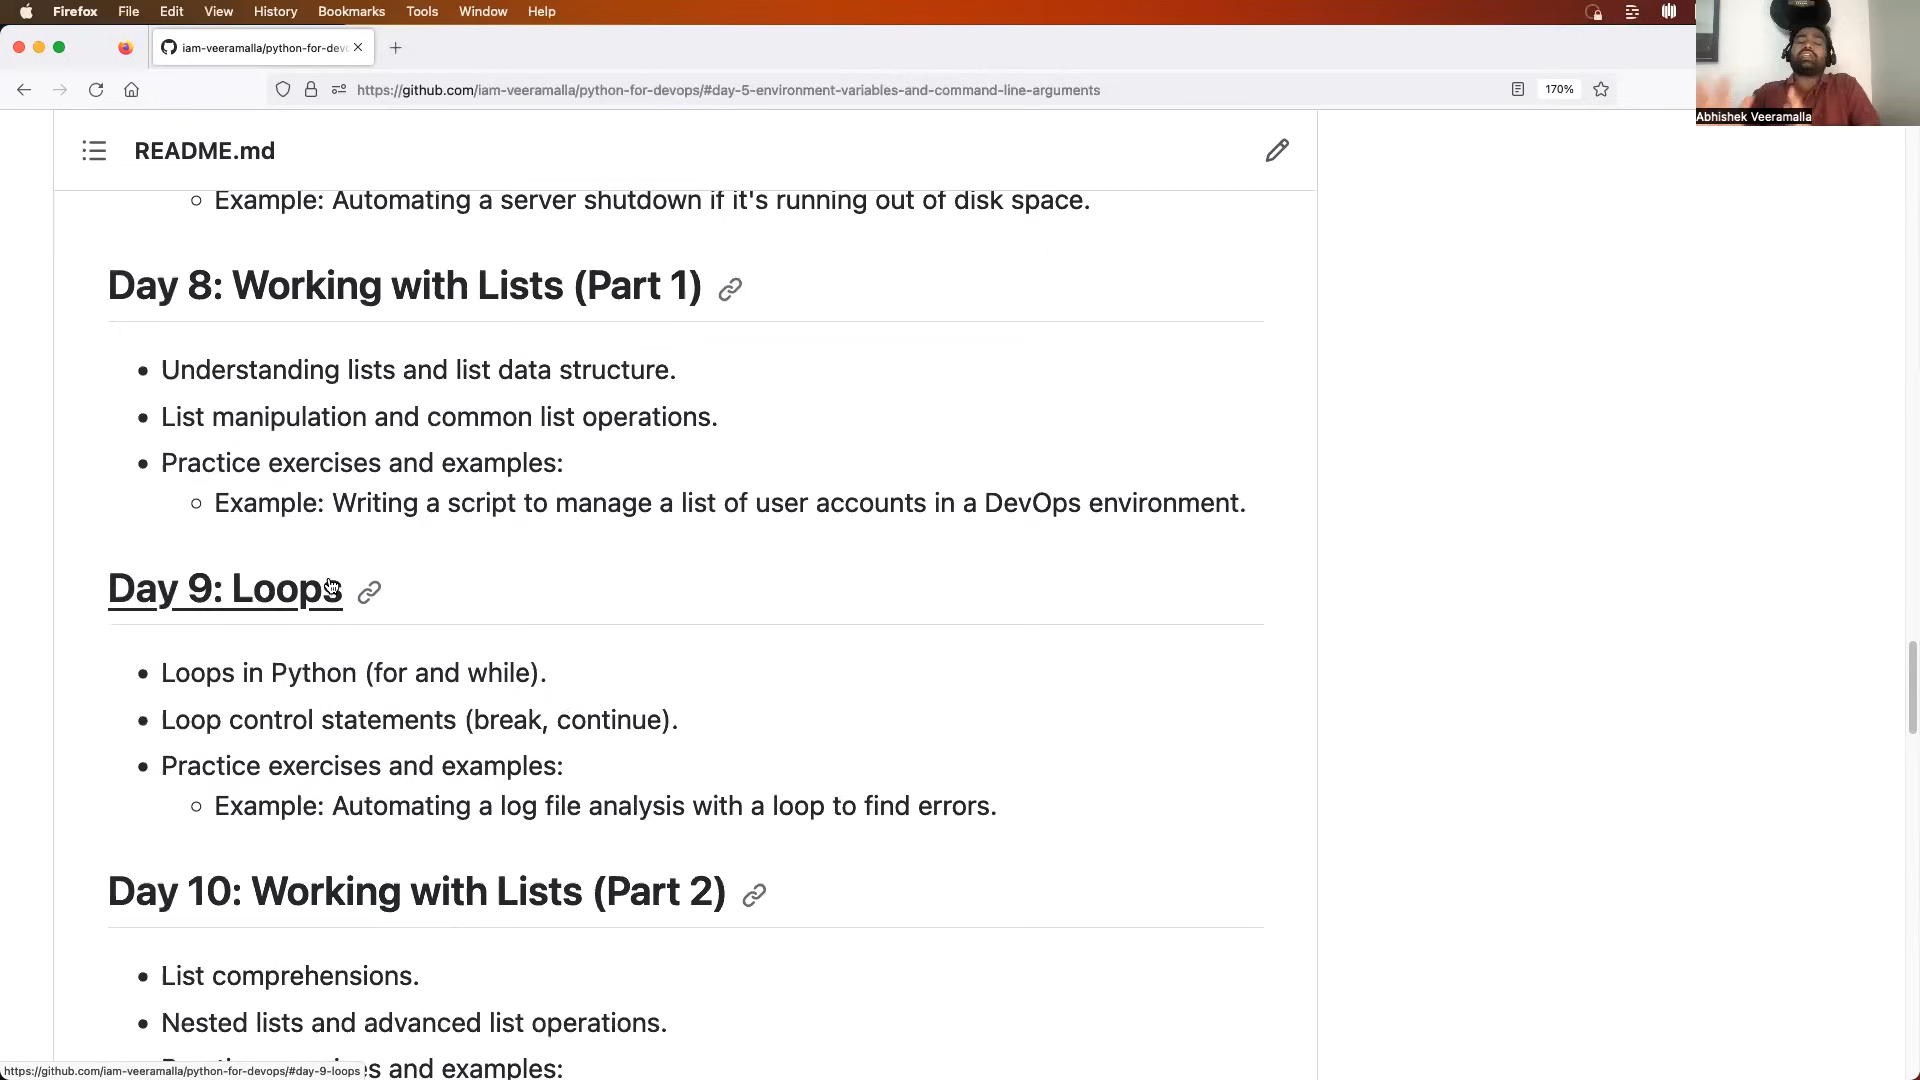 Firefox File Edit View History Bookmarks Tools Window Help
iam-veeramalla/python-for-dev
https://github.com/iam-veeramalla/python-for-devops/#day-5-environment-variables-and-command-line-arguments
170%
Abhishek Veeramalla
README.md
Example: Automating a server shutdown if it's running out of disk space.
Day 8: Working with Lists (Part 1)
Understanding lists and list data structure.
List manipulation and common list operations.
Practice exercises and examples:
Example: Writing a script to manage a list of user accounts in a DevOps environment.
Day 9: Loops
Loops in Python (for and while).
Loop control statements (break, continue).
Practice exercises and examples:
Example: Automating a log file analysis with a loop to find errors.
Day 10: Working with Lists (Part 2)
List comprehensions.
Nested lists and advanced list operations.
and examples:
https://github.com/iam-veeramalla/python-for-devops/#day-9-loops